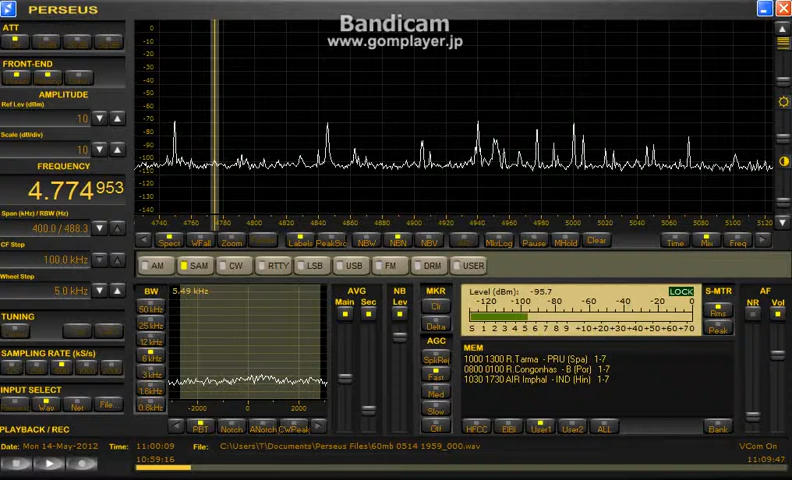 PERSEUS
Bandicam
www.gomplayer.jp
ATT
FRONT-END
AMPLITUDE
Ref Lev (dBm)
10
Scale (dB/div)
10
FREQUENCY
4.774953
Span (kHz) / RBW (Hz)
400.0 / 488.3
CF Step
100.0 kHz
Wheel Step
5.0 kHz
TUNING
SAMPLING RATE (kS/s)
INPUT SELECT
Wav Net File
PLAYBACK / REC
0
-10
-20
-30
-40
-50
-60
-70
-80
-90
-100
-110
-120
-130
-140
4740 4760 4780 4800 4820 4840 4860 4880 4900 4920 4940 4960 4980 5000 5020 5040 5060 5080 5100 5120
Spect WFall Zoom Labels PeakSrc NBW NBN NBV MkrLog Pause MHold Clear Time Mix Freq
AM SAM CW RTTY LSB USB FM DRM USER
BW
50 kHz
25 kHz
12 kHz
6 kHz
3 kHz
1.6kHz
0.8kHz
5.49 kHz
-2000 0 2000
PBT Notch ANotch CWPeak
AVG
Main Sec
NB
Lev
MKR
Clr
Delta
AGC
SpkRej
Fast
Med
Slow
Off
Level (dBm) -95.7 LOCK
-120 -100 -80 -60 -40 -20 0
S 1 2 3 4 5 6 7 8 9 +10 +20 +30 +40 +50 +60 +70
S-MTR
Rms
Peak
AF
NR Vol
MEM
1000 1300 R.Tarma - PRU (Spa) 1-7
0800 0100 R.Congonhas - B (Por) 1-7
1030 1730 AIR Imphal - IND (Hin) 1-7
HFCC EIBI User1 User2 ALL Bank
Date: Mon 14-May-2012 Time: 11:00:09 File: C:\Users\T\Documents\Perseus Files\60mb 0514 1959_000.wav VCom On
10:59:16 11:09:47